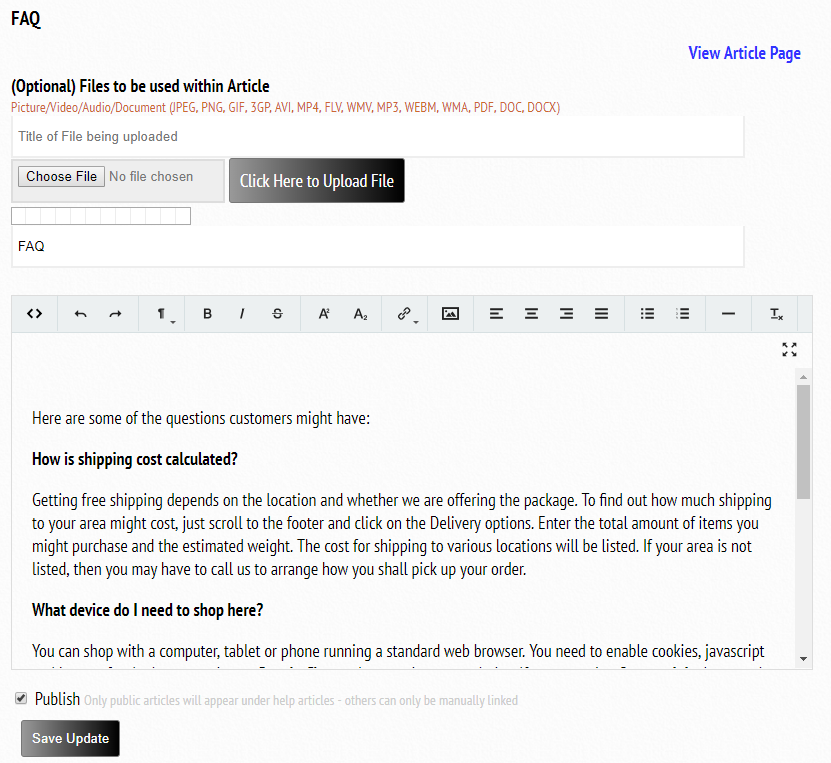 FAQ
View Article Page
(Optional) Files to be used within Article
Picture/Video/Audio/Document (JPEG, PNG, GIF, 3GP, AVI, MP4, FLV, WMV, MP3, WEBM, WMA, PDF, DOC, DOCX)
Title of File being uploaded
Choose File No file chosen Click Here to Upload File
FAQ
Here are some of the questions customers might have:
How is shipping cost calculated?
Getting free shipping depends on the location and whether we are offering the package. To find out how much shipping
to your area might cost, just scroll to the footer and click on the Delivery options. Enter the total amount of items you
might purchase and the estimated weight. The cost for shipping to various locations will be listed. If your area is not
listed, then you may have to call us to arrange how you shall pick up your order.
What device do I need to shop here?
You can shop with a computer, tablet or phone running a standard web browser. You need to enable cookies, javascript
Publish Only public articles will appear under help articles - others can only be manually linked
Save Update